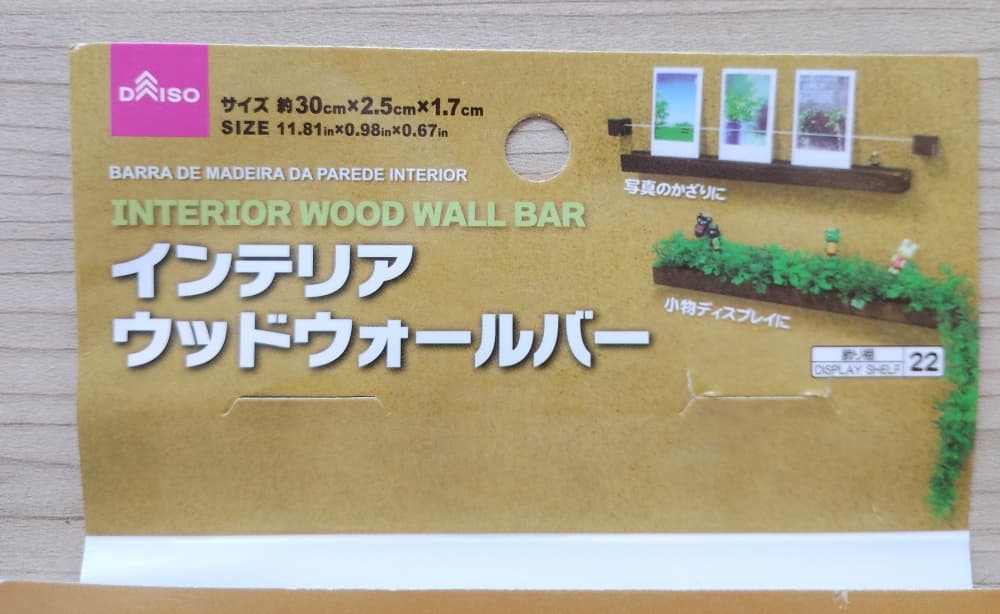 DAISO
サイズ 約30cm×2.5cm×1.7cm
SIZE 11.81in×0.98in×0.67in
BARRA DE MADEIRA DA PAREDE INTERIOR
INTERIOR WOOD WALL BAR
インテリア
ウッドウォールバー
写真のかざりに
小物ディスプレイに
飾り棚
DISPLAY SHELF 22